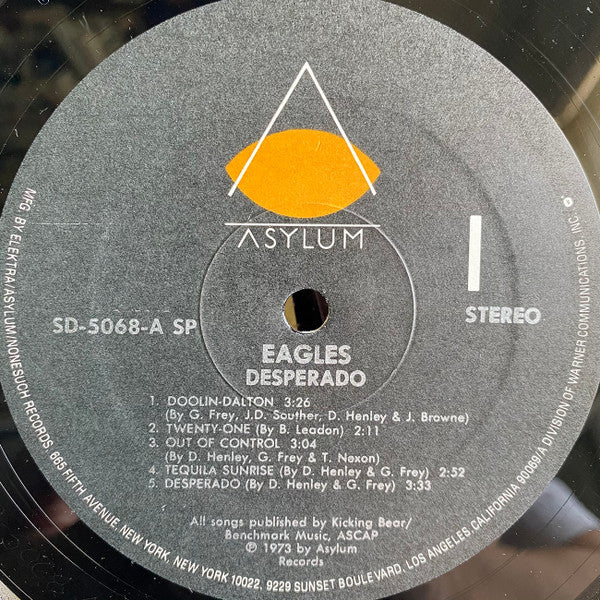 ASYLUM
SD-5068-A SP
1
STEREO
EAGLES
DESPERADO
1. DOOLIN-DALTON 3:26
(By G. Frey, J.D. Souther, D. Henley & J. Browne)
2. TWENTY-ONE (By B. Leadon) 2:11
3. OUT OF CONTROL 3:04
(By D. Henley, G. Frey & T. Nexon)
4. TEQUILA SUNRISE (By D. Henley & G. Frey) 2:52
5. DESPERADO (By D. Henley & G. Frey) 3:33
All songs published by Kicking Bear/
Benchmark Music, ASCAP
Ⓟ 1973 by Asylum
Records
MFG. BY ELEKTRA/ASYLUM/NONESUCH RECORDS, 665 FIFTH AVENUE, NEW YORK, NEW YORK 10022, 9229 SUNSET BOULEVARD, LOS ANGELES, CALIFORNIA 90069/A DIVISION OF WARNER COMMUNICATIONS, INC.